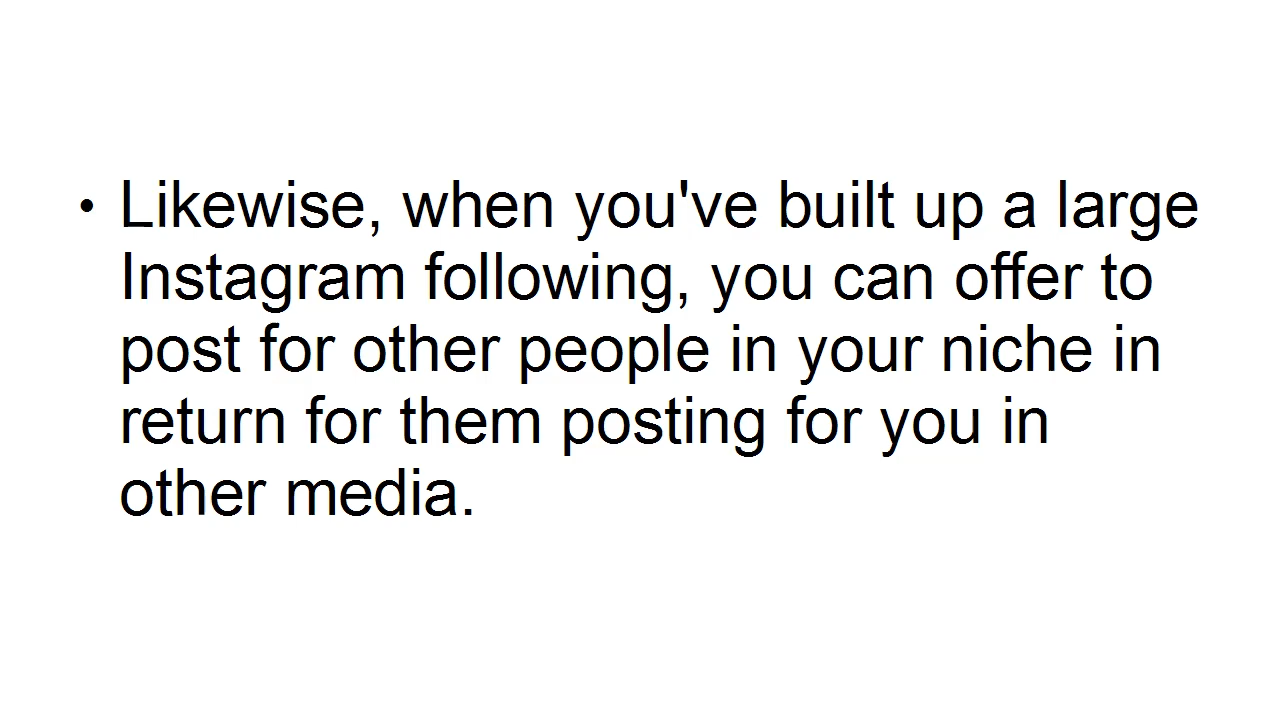 • Likewise, when you've built up a large
Instagram following, you can offer to
post for other people in your niche in
return for them posting for you in
other media.